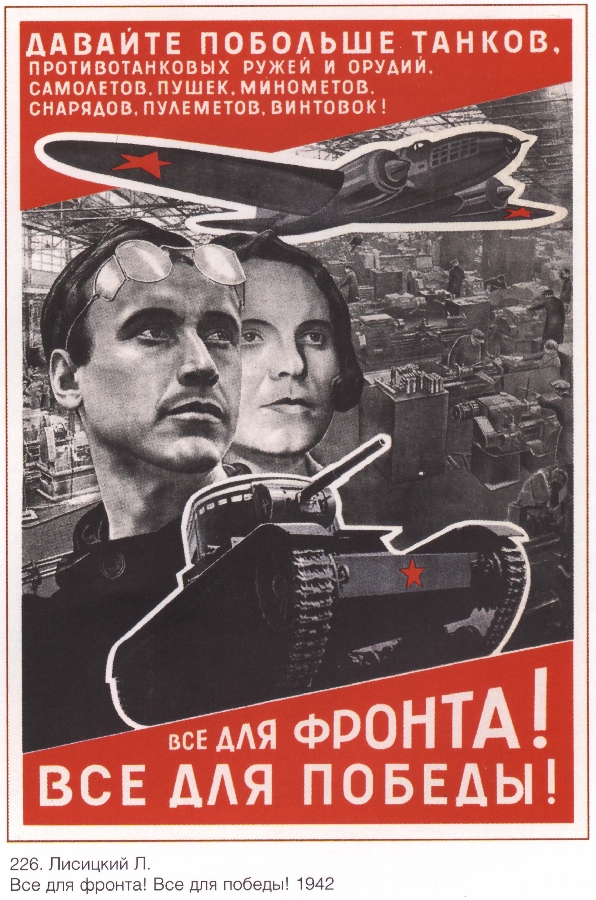 ДАВАЙТЕ ПОБОЛЬШЕ ТАНКОВ,
ПРОТИВОТАНКОВЫХ РУЖЕЙ И ОРУДИЙ,
САМОЛЕТОВ, ПУШЕК, МИНОМЕТОВ,
СНАРЯДОВ, ПУЛЕМЕТОВ, ВИНТОВОК!
ВСЕ ДЛЯ ФРОНТА!
ВСЕ ДЛЯ ПОБЕДЫ!
226. Лисицкий Л.
Все для фронта! Все для победы! 1942